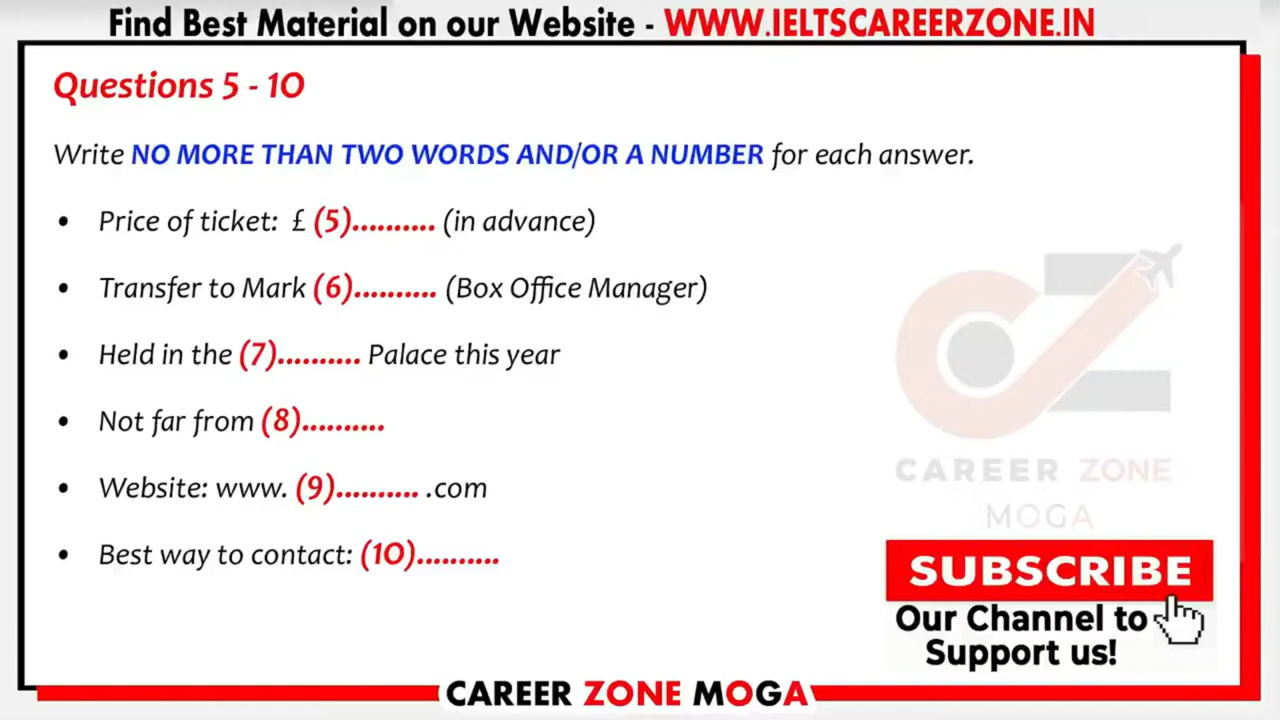 Find Best Material on our Website - WWW.IELTSCAREERZONE.IN
Questions 5 - 10
Write NO MORE THAN TWO WORDS AND/OR A NUMBER for each answer.
• Price of ticket: £ (5).......... (in advance)
• Transfer to Mark (6).......... (Box Office Manager)
• Held in the (7).......... Palace this year
• Not far from (8)..........
• Website: www. (9).......... .com
• Best way to contact: (10)..........
CAREER ZONE
MOGA
SUBSCRIBE
Our Channel to
Support us!
CAREER ZONE MOGA